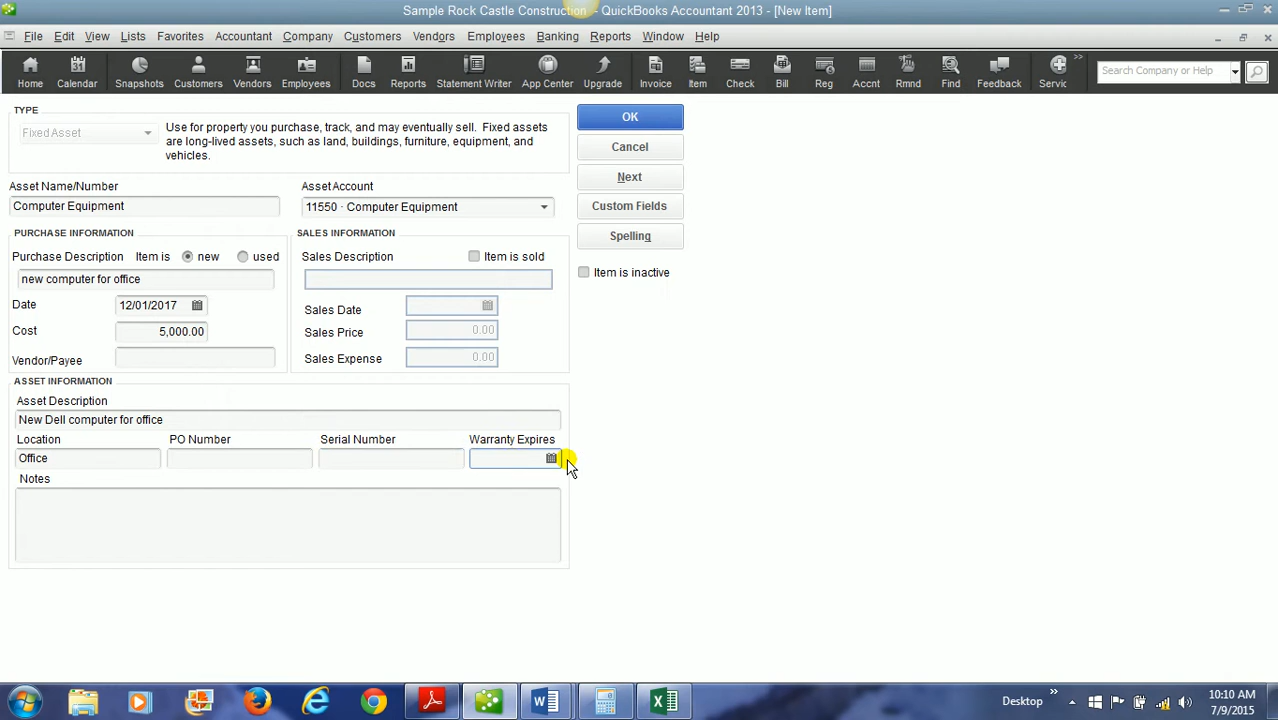 Sample Rock Castle Construction - QuickBooks Accountant 2013 - [New Item]
File Edit View Lists Favorites Accountant Company Customers Vendors Employees Banking Reports Window Help
Home Calendar Snapshots Customers Vendors Employees Docs Reports Statement Writer App Center Upgrade Invoice Item Check Bill Reg Accnt Rmnd Find Feedback Servic
Search Company or Help
TYPE
Fixed Asset
Use for property you purchase, track, and may eventually sell. Fixed assets
are long-lived assets, such as land, buildings, furniture, equipment, and
vehicles.
OK
Cancel
Next
Custom Fields
Spelling
Item is inactive
Asset Name/Number
Computer Equipment
Asset Account
11550 · Computer Equipment
PURCHASE INFORMATION
Purchase Description Item is new used
new computer for office
Date 12/01/2017
Cost 5,000.00
Vendor/Payee
SALES INFORMATION
Sales Description Item is sold
Sales Date
Sales Price 0.00
Sales Expense 0.00
ASSET INFORMATION
Asset Description
New Dell computer for office
Location PO Number Serial Number Warranty Expires
Office
Notes
Desktop
10:10 AM
7/9/2015